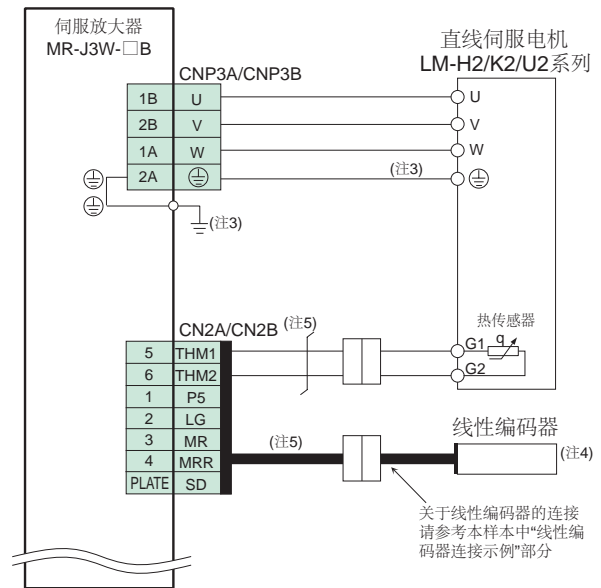 伺服放大器
MR-J3W-□B
直线伺服电机
LM-H2/K2/U2系列
CNP3A/CNP3B
1B U U
2B V V
1A W W
2A (注3)
(注3)
热传感器
CN2A/CN2B (注5)
q
5 THM1 G1
6 THM2 G2
1 P5
2 LG
线性编码器
3 MR (注5) (注4)
4 MRR
PLATE SD
关于线性编码器的连接
请参考本样本中“线性编
码器连接示例”部分